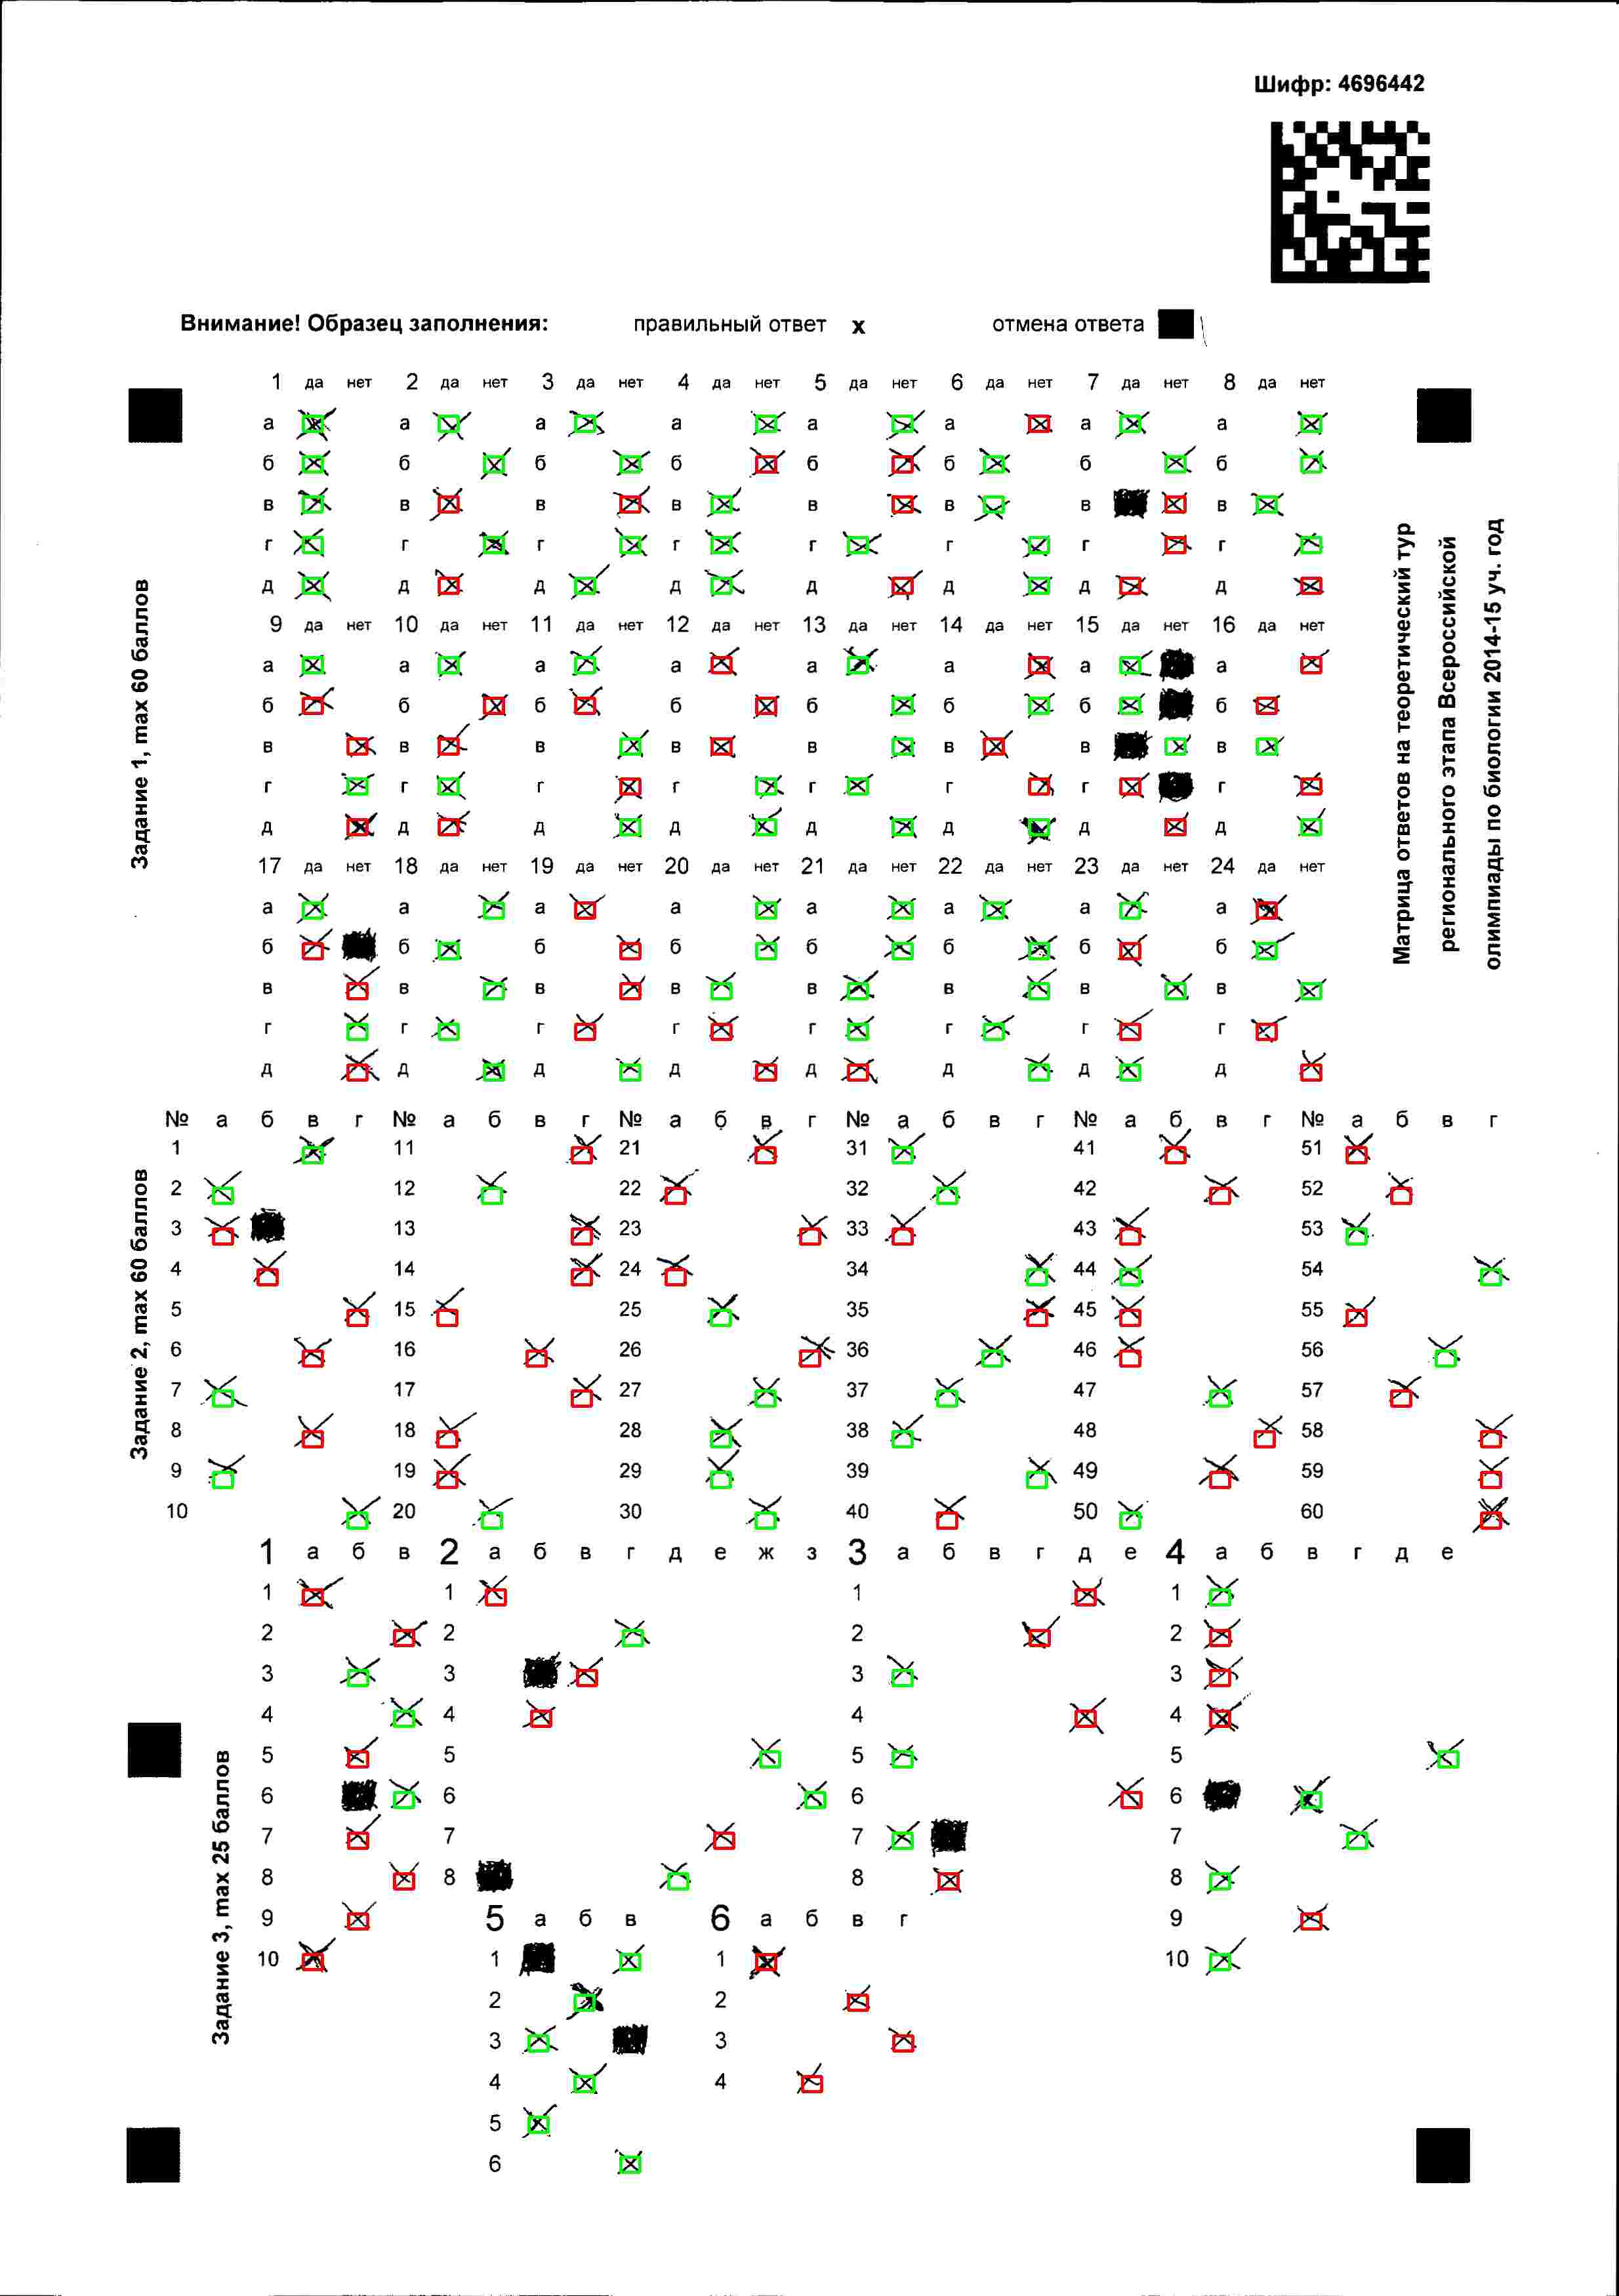 Шифр: 4696442
Внимание! Образец заполнения: правильный ответ х отмена ответа
1 да нет 2 да нет 3 да нет 4 да нет 5 да нет 6 да нет 7 да нет 8 да нет
а а а а а а а а
б б б б б б б б
в в в в в в в в
г г г г г г г г
д д д д д д д д
9 да нет 10 да нет 11 да нет 12 да нет 13 да нет 14 да нет 15 да нет 16 да нет
а а а а а а а а
б б б б б б б б
в в в в в в в в
г г г г г г г г
д д д д д д д д
17 да нет 18 да нет 19 да нет 20 да нет 21 да нет 22 да нет 23 да нет 24 да нет
а а а а а а а а
б б б б б б б б
в в в в в в в в
г г г г г г г г
д д д д д д д д
Задание 1, max 60 баллов
Матрица ответов на теоретический тур
регионального этапа Всероссийской
олимпиады по биологии 2014-15 уч. год
№ а б в г № а б в г № а б в г № а б в г № а б в г № а б в г
1 11 21 31 41 51
2 12 22 32 42 52
3 13 23 33 43 53
4 14 24 34 44 54
5 15 25 35 45 55
6 16 26 36 46 56
7 17 27 37 47 57
8 18 28 38 48 58
9 19 29 39 49 59
10 20 30 40 50 60
Задание 2, max 60 баллов
1 а б в 2 а б в г д е ж з 3 а б в г д е 4 а б в г д е
1 1 1 1
2 2 2 2
3 3 3 3
4 4 4 4
5 5 5 5
6 6 6 6
7 7 7 7
8 8 8 8
9 5 а б в 6 а б в г 9
10 1 1 10
2 2
3 3
4 4
5
6
Задание 3, max 25 баллов